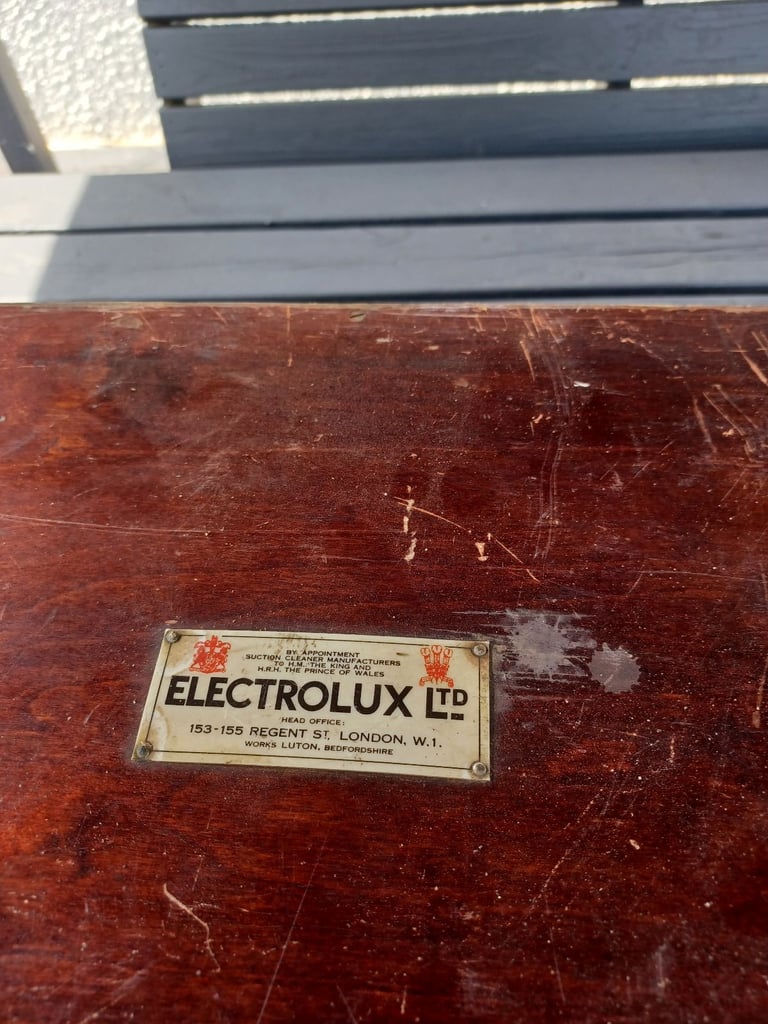 BY APPOINTMENT
SUCTION CLEANER MANUFACTURERS
TO H.M. THE KING AND
H.R.H. THE PRINCE OF WALES
ELECTROLUX LTD
HEAD OFFICE:
153-155 REGENT ST, LONDON, W.1.
WORKS LUTON, BEDFORDSHIRE